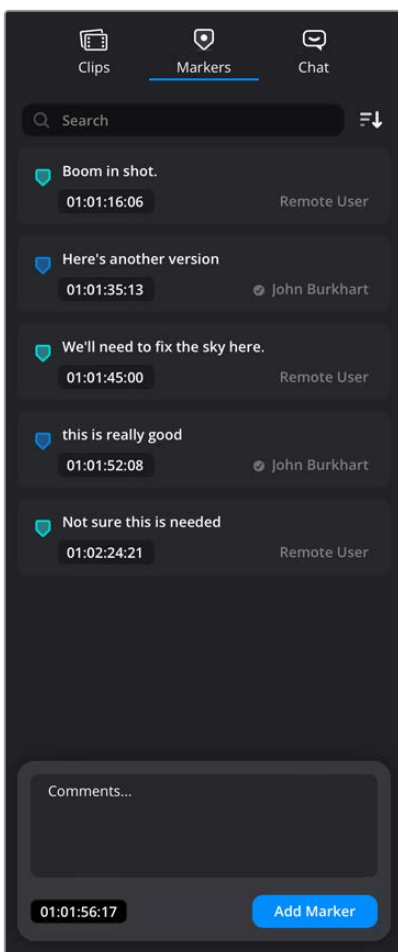 Clips Markers Chat
Search
Boom in shot.
01:01:16:06 Remote User
Here's another version
01:01:35:13 John Burkhart
We'll need to fix the sky here.
01:01:45:00 Remote User
this is really good
01:01:52:08 John Burkhart
Not sure this is needed
01:02:24:21 Remote User
Comments...
01:01:56:17 Add Marker